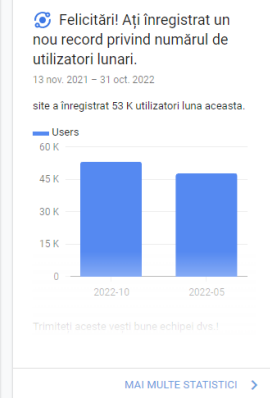 Felicitări! Ați înregistrat un
nou record privind numărul de
utilizatori lunari.
13 nov. 2021 – 31 oct. 2022
site a înregistrat 53 K utilizatori luna aceasta.
Users
60 K
45 K
30 K
15 K
0
2022-10 2022-05
Trimiteți aceste vești bune echipei dvs.!
MAI MULTE STATISTICI